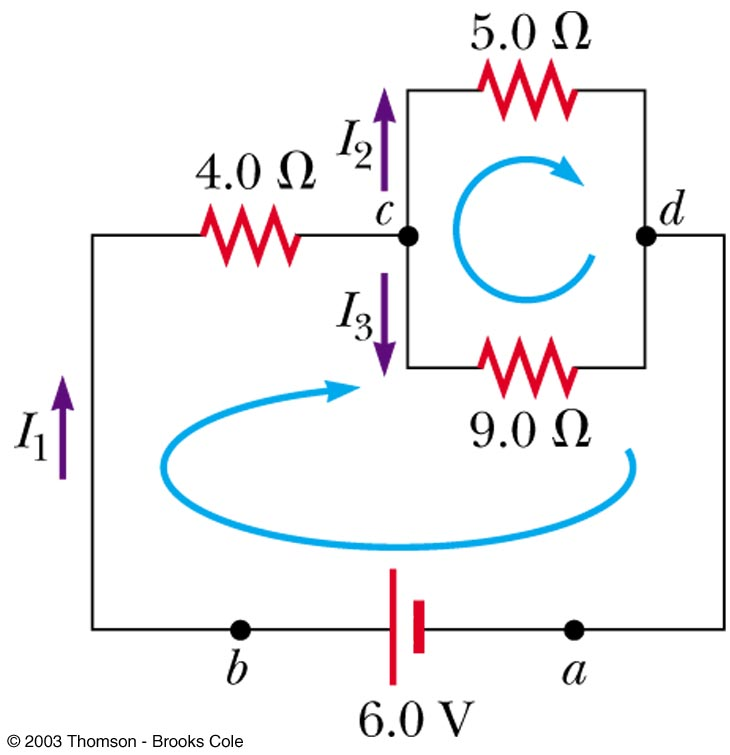 5.0 Ω
I2
4.0 Ω
c
d
I3
9.0 Ω
I1
b
a
6.0 V
© 2003 Thomson - Brooks Cole